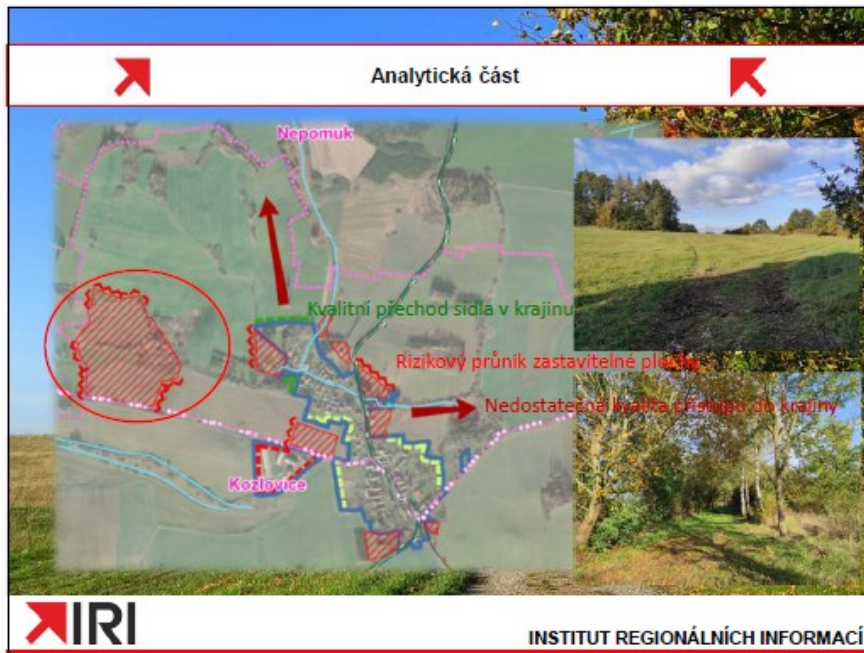 Analytická část
Nepomuk
Kvalitní přechod sídla v krajinu
Rizikový průnik zastavitelné plochy
Nedostatečná kvalita přístupu do krajiny
Kozlovice
IRI
INSTITUT REGIONÁLNÍCH INFORMACÍ